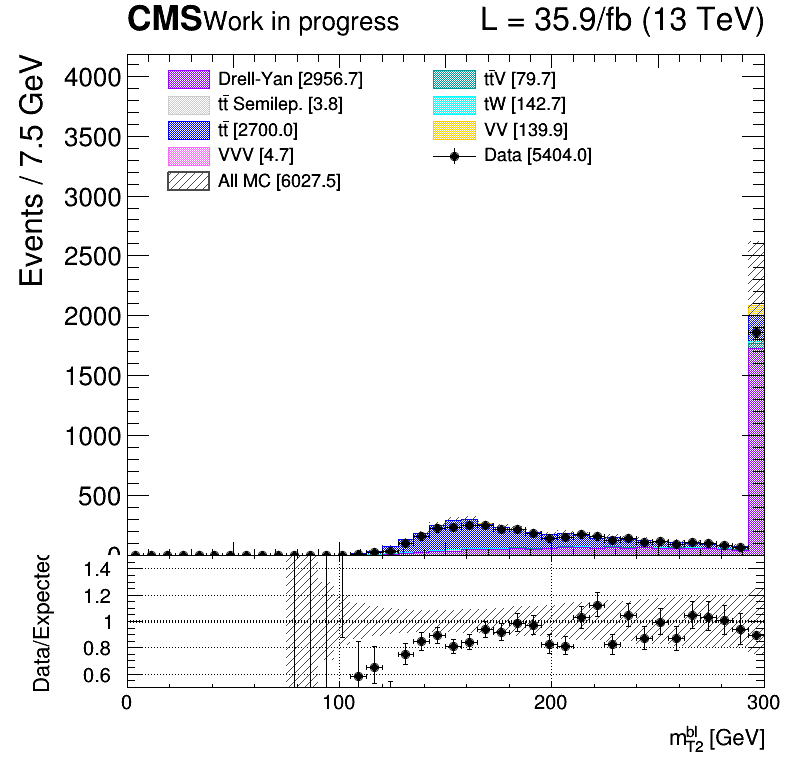 CMS Work in progress L = 35.9/fb (13 TeV)
Events / 7.5 GeV
4000
3500
3000
2500
2000
1500
1000
500
0
Drell-Yan [2956.7]
tt̄ Semilep. [3.8]
tt̄ [2700.0]
VVV [4.7]
All MC [6027.5]
tt̄V [79.7]
tW [142.7]
VV [139.9]
Data [5404.0]
Data/Expected
1.4
1.2
1
0.8
0.6
0 100 200 300
m_{T2}^{bl} [GeV]